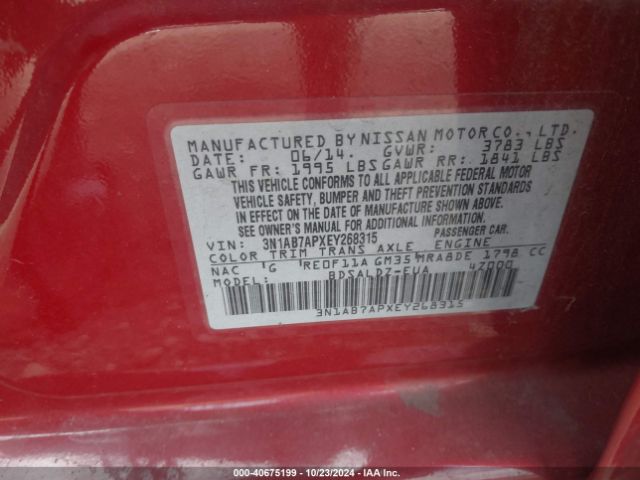 MANUFACTURED BY NISSAN MOTOR CO., LTD.
DATE: 06/14. GVWR: 3783 LBS
GAWR FR: 1995 LBS GAWR RR: 1841 LBS
THIS VEHICLE CONFORMS TO ALL APPLICABLE FEDERAL MOTOR
VEHICLE SAFETY, BUMPER AND THEFT PREVENTION STANDARDS
IN EFFECT ON THE DATE OF MANUFACTURE SHOWN ABOVE.
SEE OWNER'S MANUAL FOR ADDITIONAL INFORMATION.
VIN: 3N1AB7APXEY268315 PASSENGER CAR
COLOR TRIM TRANS AXLE ENGINE
NAC G RE0F11A GM35 MRA8DE 1798 CC
MODEL: BDSALDZ-EUA 4Z000
3N1AB7APXEY268315
000-40675199 - 10/23/2024 - IAA Inc.